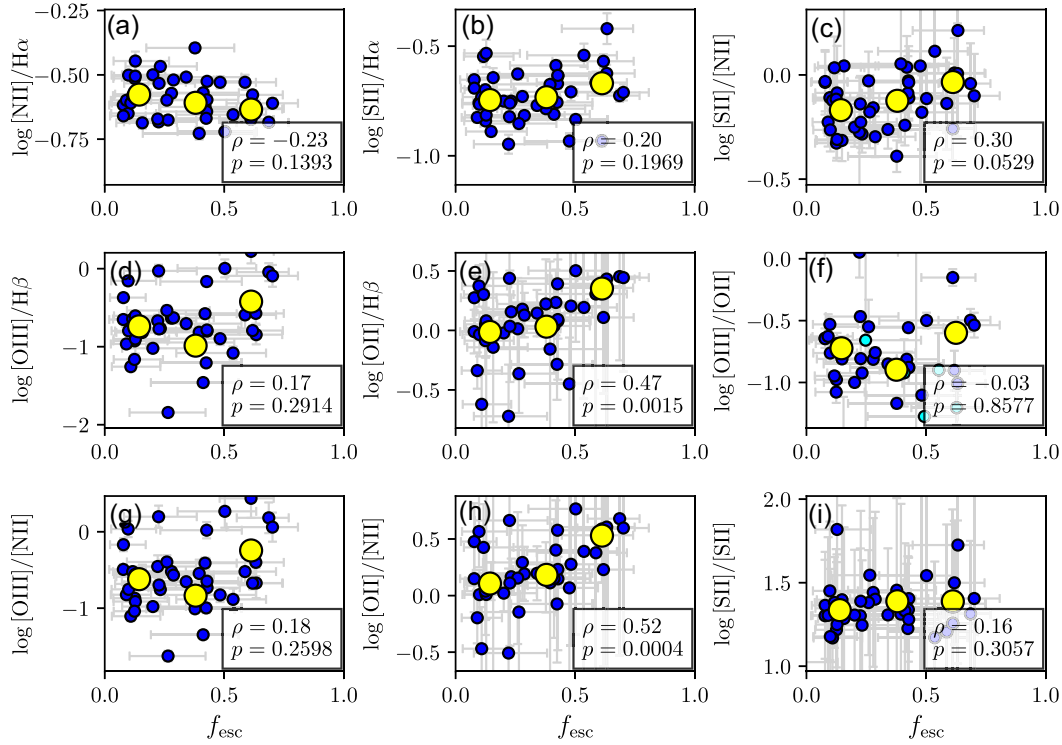 (a)
log [NII]/Hα
−0.25
−0.50
−0.75
0.0
0.5
1.0
ρ = −0.23
p = 0.1393
(b)
log [SII]/Hα
−0.5
−1.0
0.0
0.5
1.0
ρ = 0.20
p = 0.1969
(c)
log [SII]/[NII]
0.0
−0.5
0.0
0.5
1.0
ρ = 0.30
p = 0.0529
(d)
log [OIII]/Hβ
0
−1
−2
0.0
0.5
1.0
ρ = 0.17
p = 0.2914
(e)
log [OII]/Hβ
0.5
0.0
−0.5
0.0
0.5
1.0
ρ = 0.47
p = 0.0015
(f)
log [OIII]/[OII]
0.0
−0.5
−1.0
0.0
0.5
1.0
ρ = −0.03
p = 0.8577
(g)
log [OIII]/[NII]
0
−1
0.0
0.5
1.0
ρ = 0.18
p = 0.2598
fesc
(h)
log [OII]/[NII]
0.5
0.0
−0.5
0.0
0.5
1.0
ρ = 0.52
p = 0.0004
fesc
(i)
log [SII]/[SII]
2.0
1.5
1.0
0.0
0.5
1.0
ρ = 0.16
p = 0.3057
fesc